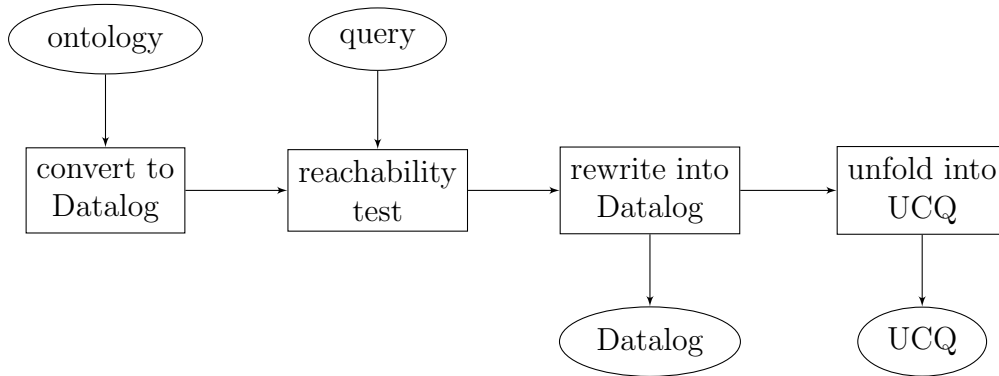 ontology
query
convert to
Datalog
reachability
test
rewrite into
Datalog
unfold into
UCQ
Datalog
UCQ